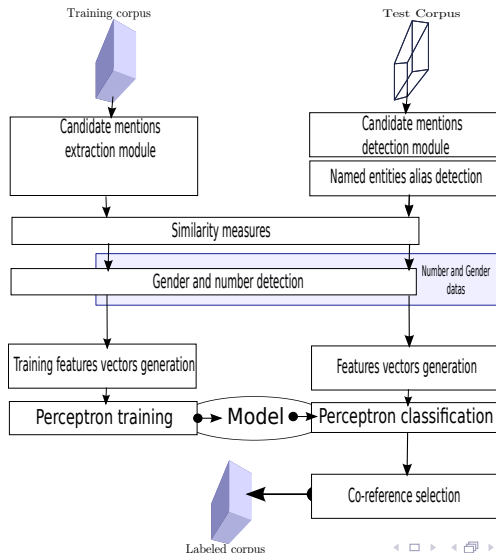 Training corpus
Test Corpus
Candidate mentions
extraction module
Candidate mentions
detection module
Named entities alias detection
Similarity measures
Gender and number detection
Number and Gender
datas
Training features vectors generation
Features vectors generation
Perceptron training
Model
Perceptron classification
Co-reference selection
Labeled corpus